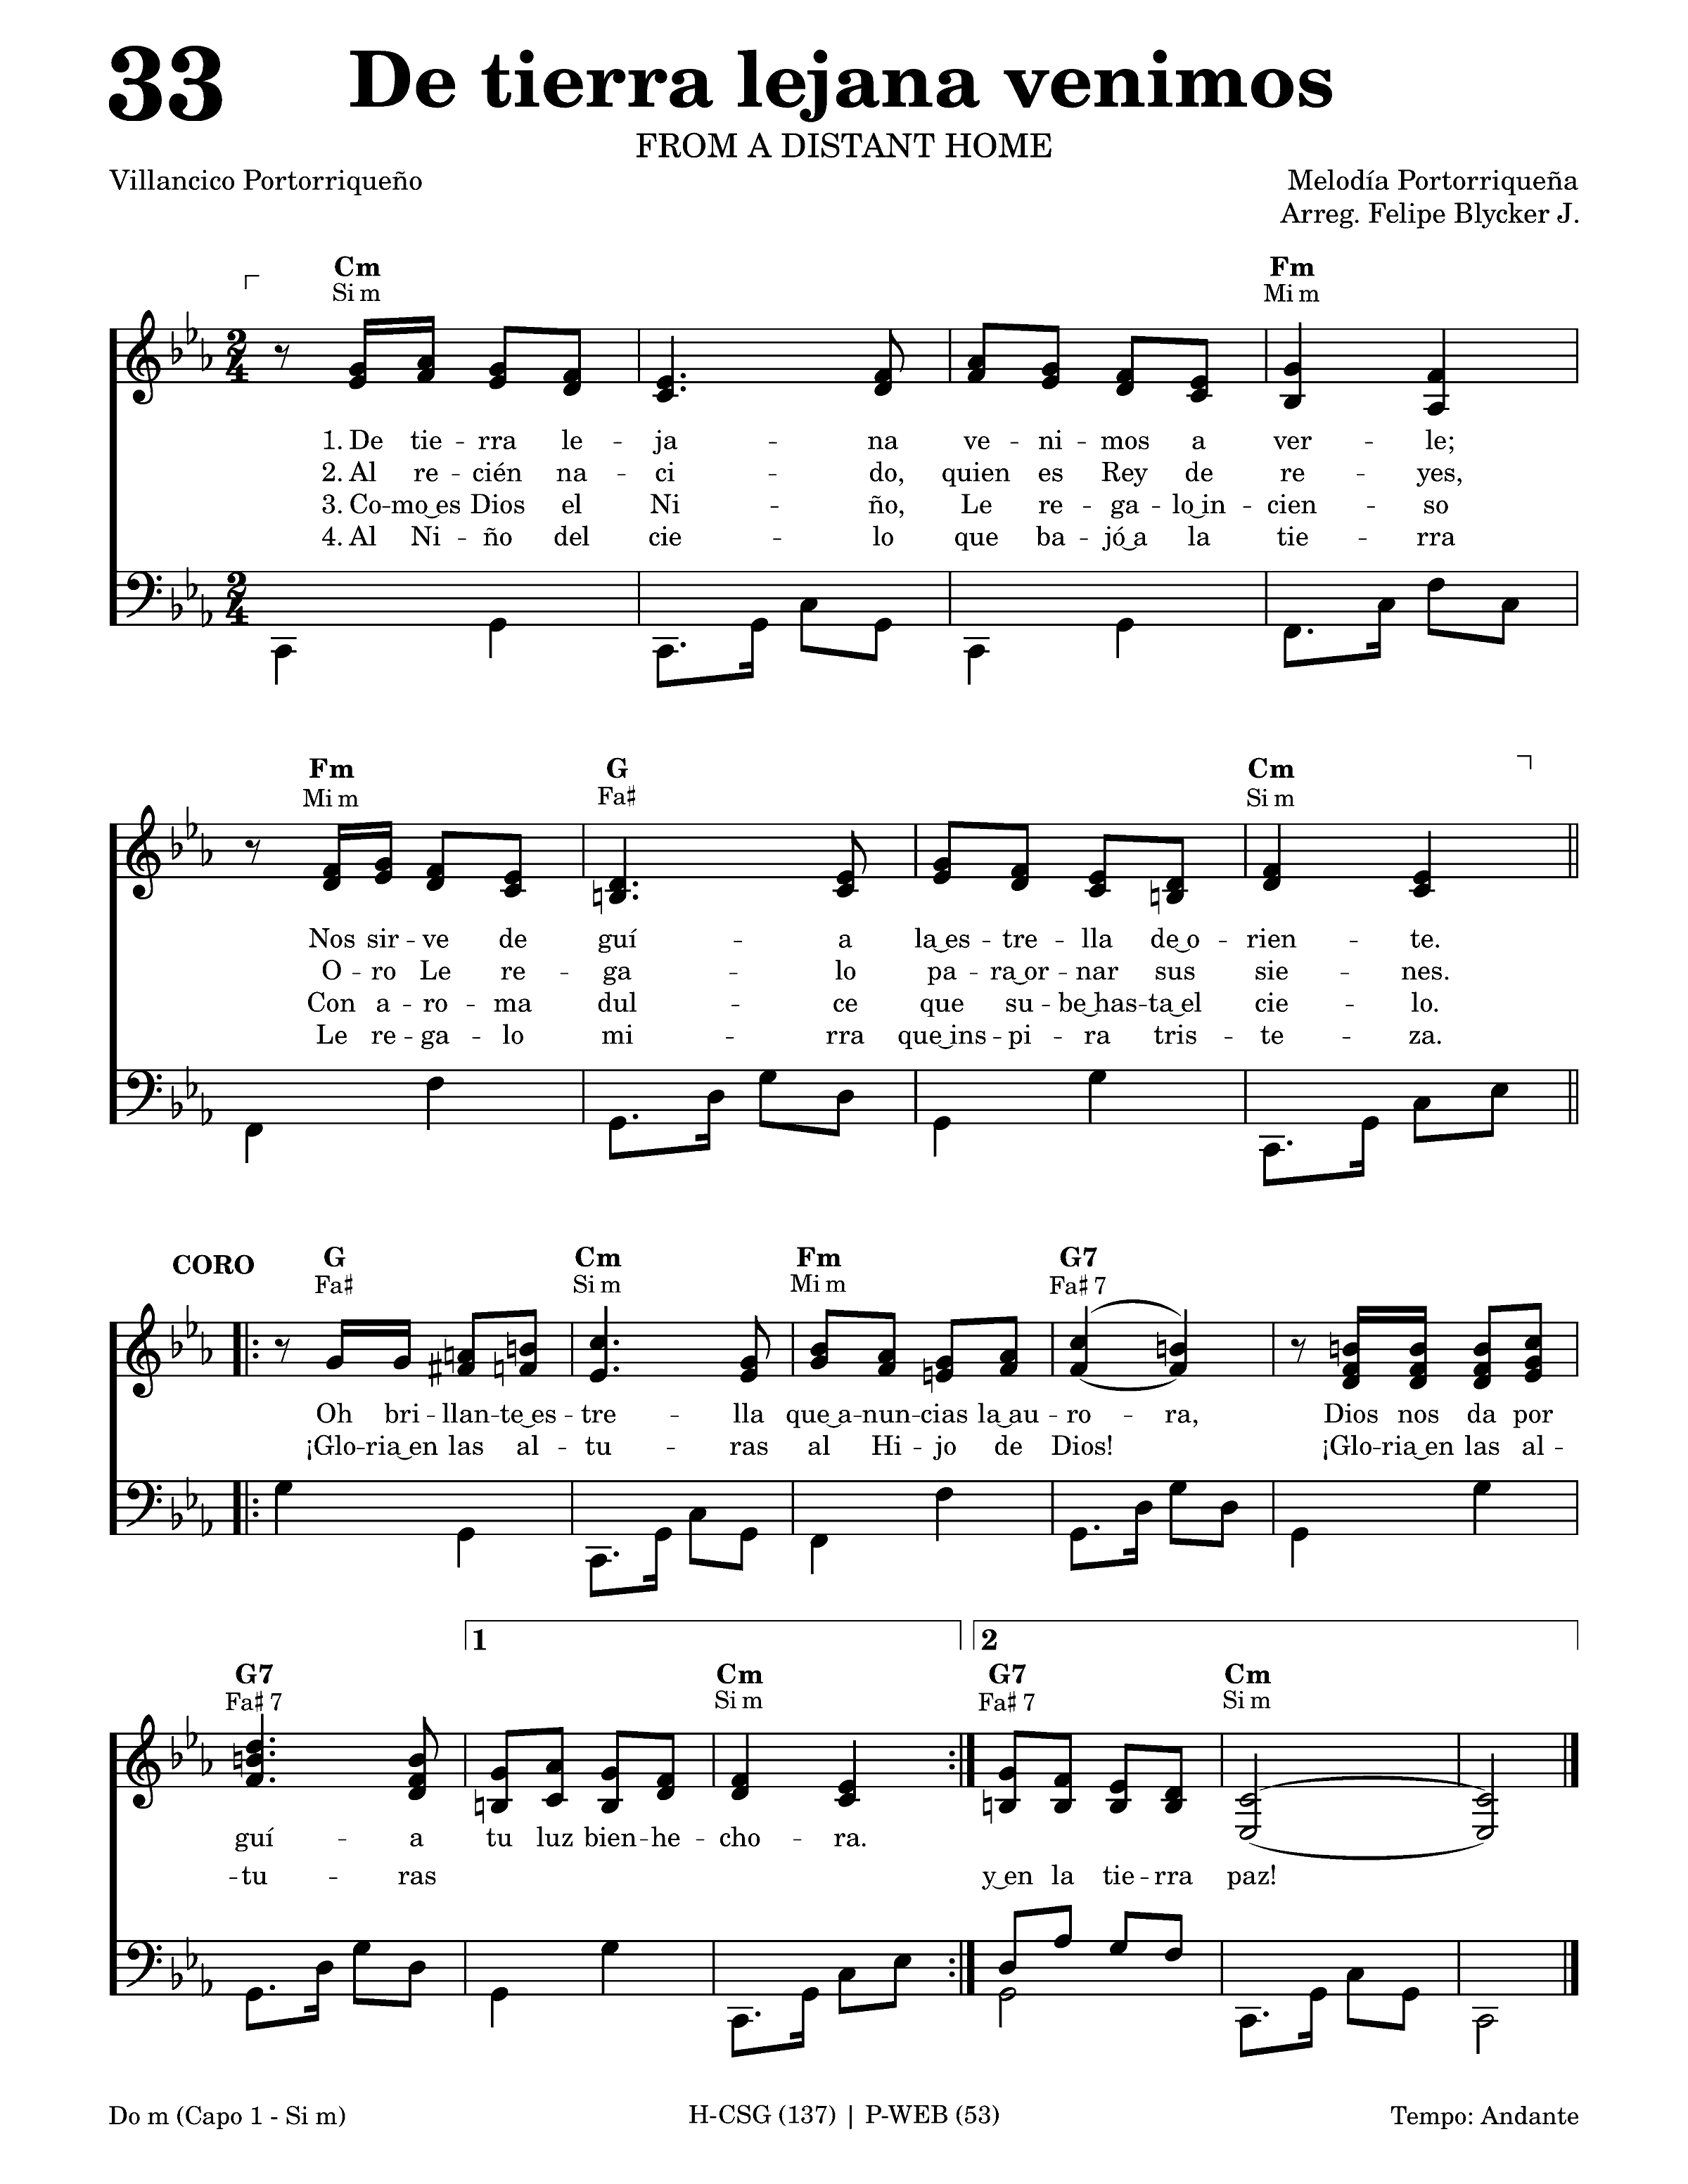 33 De tierra lejana venimos
FROM A DISTANT HOME
Villancico Portorriqueño Melodía Portorriqueña
Arreg. Felipe Blycker J.
Cm Fm
Si m Mi m
1. De tie -- rra le -- ja -- na ve -- ni -- mos a ver -- le;
2. Al re -- cién na -- ci -- do, quien es Rey de re -- yes,
3. Co -- mo‿es Dios el Ni -- ño, Le re -- ga -- lo‿in -- cien -- so
4. Al Ni -- ño del cie -- lo que ba -- jó‿a la tie -- rra
Fm G Cm
Mi m Fa♯ Si m
Nos sir -- ve de guí -- a la‿es -- tre -- lla de‿o -- rien -- te.
O -- ro Le re -- ga -- lo pa -- ra‿or -- nar sus sie -- nes.
Con a -- ro -- ma dul -- ce que su -- be‿has -- ta‿el cie -- lo.
Le re -- ga -- lo mi -- rra que‿ins -- pi -- ra tris -- te -- za.
CORO G Cm Fm G7
Fa♯ Si m Mi m Fa♯ 7
Oh bri -- llan -- te‿es -- tre -- lla que‿a -- nun -- cias la‿au -- ro -- ra, Dios nos da por
¡Glo -- ria‿en las al -- tu -- ras al Hi -- jo de Dios! ¡Glo -- ria‿en las al --
1 2
G7 Cm G7 Cm
Fa♯ 7 Si m Fa♯ 7 Si m
guí -- a tu luz bien -- he -- cho -- ra.
-- tu -- ras y‿en la tie -- rra paz!
Do m (Capo 1 - Si m) H-CSG (137) | P-WEB (53) Tempo: Andante